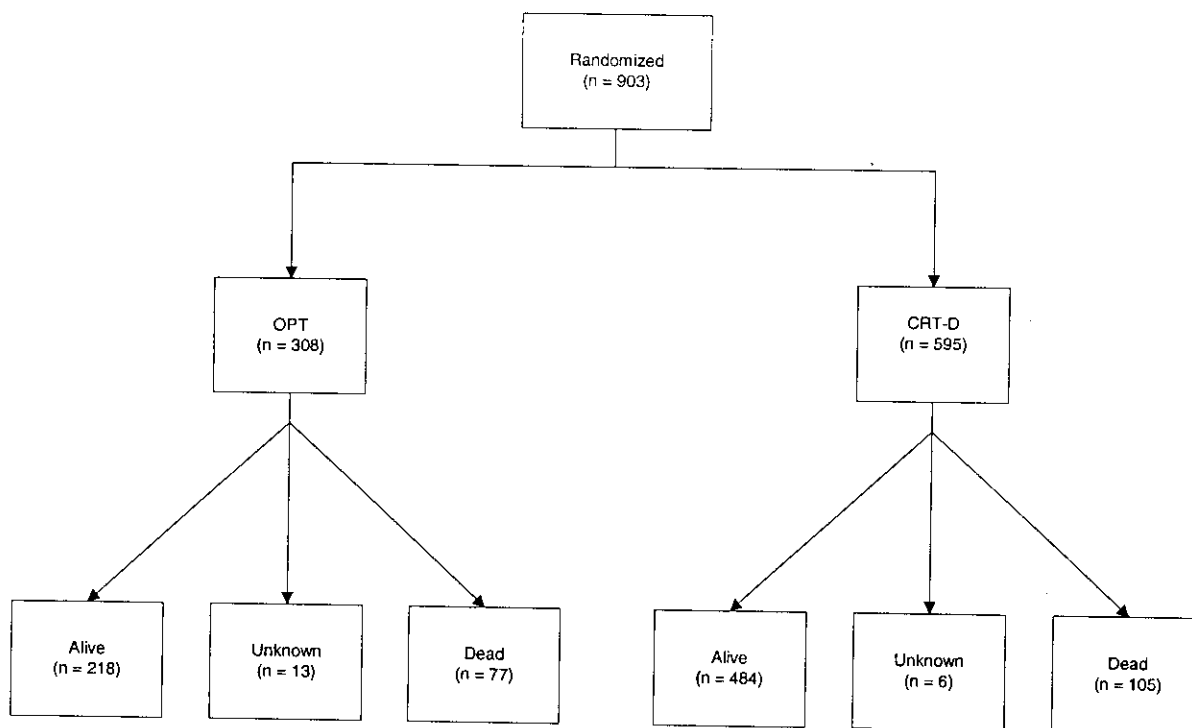 Randomized
(n = 903)
OPT
(n = 308)
CRT-D
(n = 595)
Alive
(n = 218)
Unknown
(n = 13)
Dead
(n = 77)
Alive
(n = 484)
Unknown
(n = 6)
Dead
(n = 105)